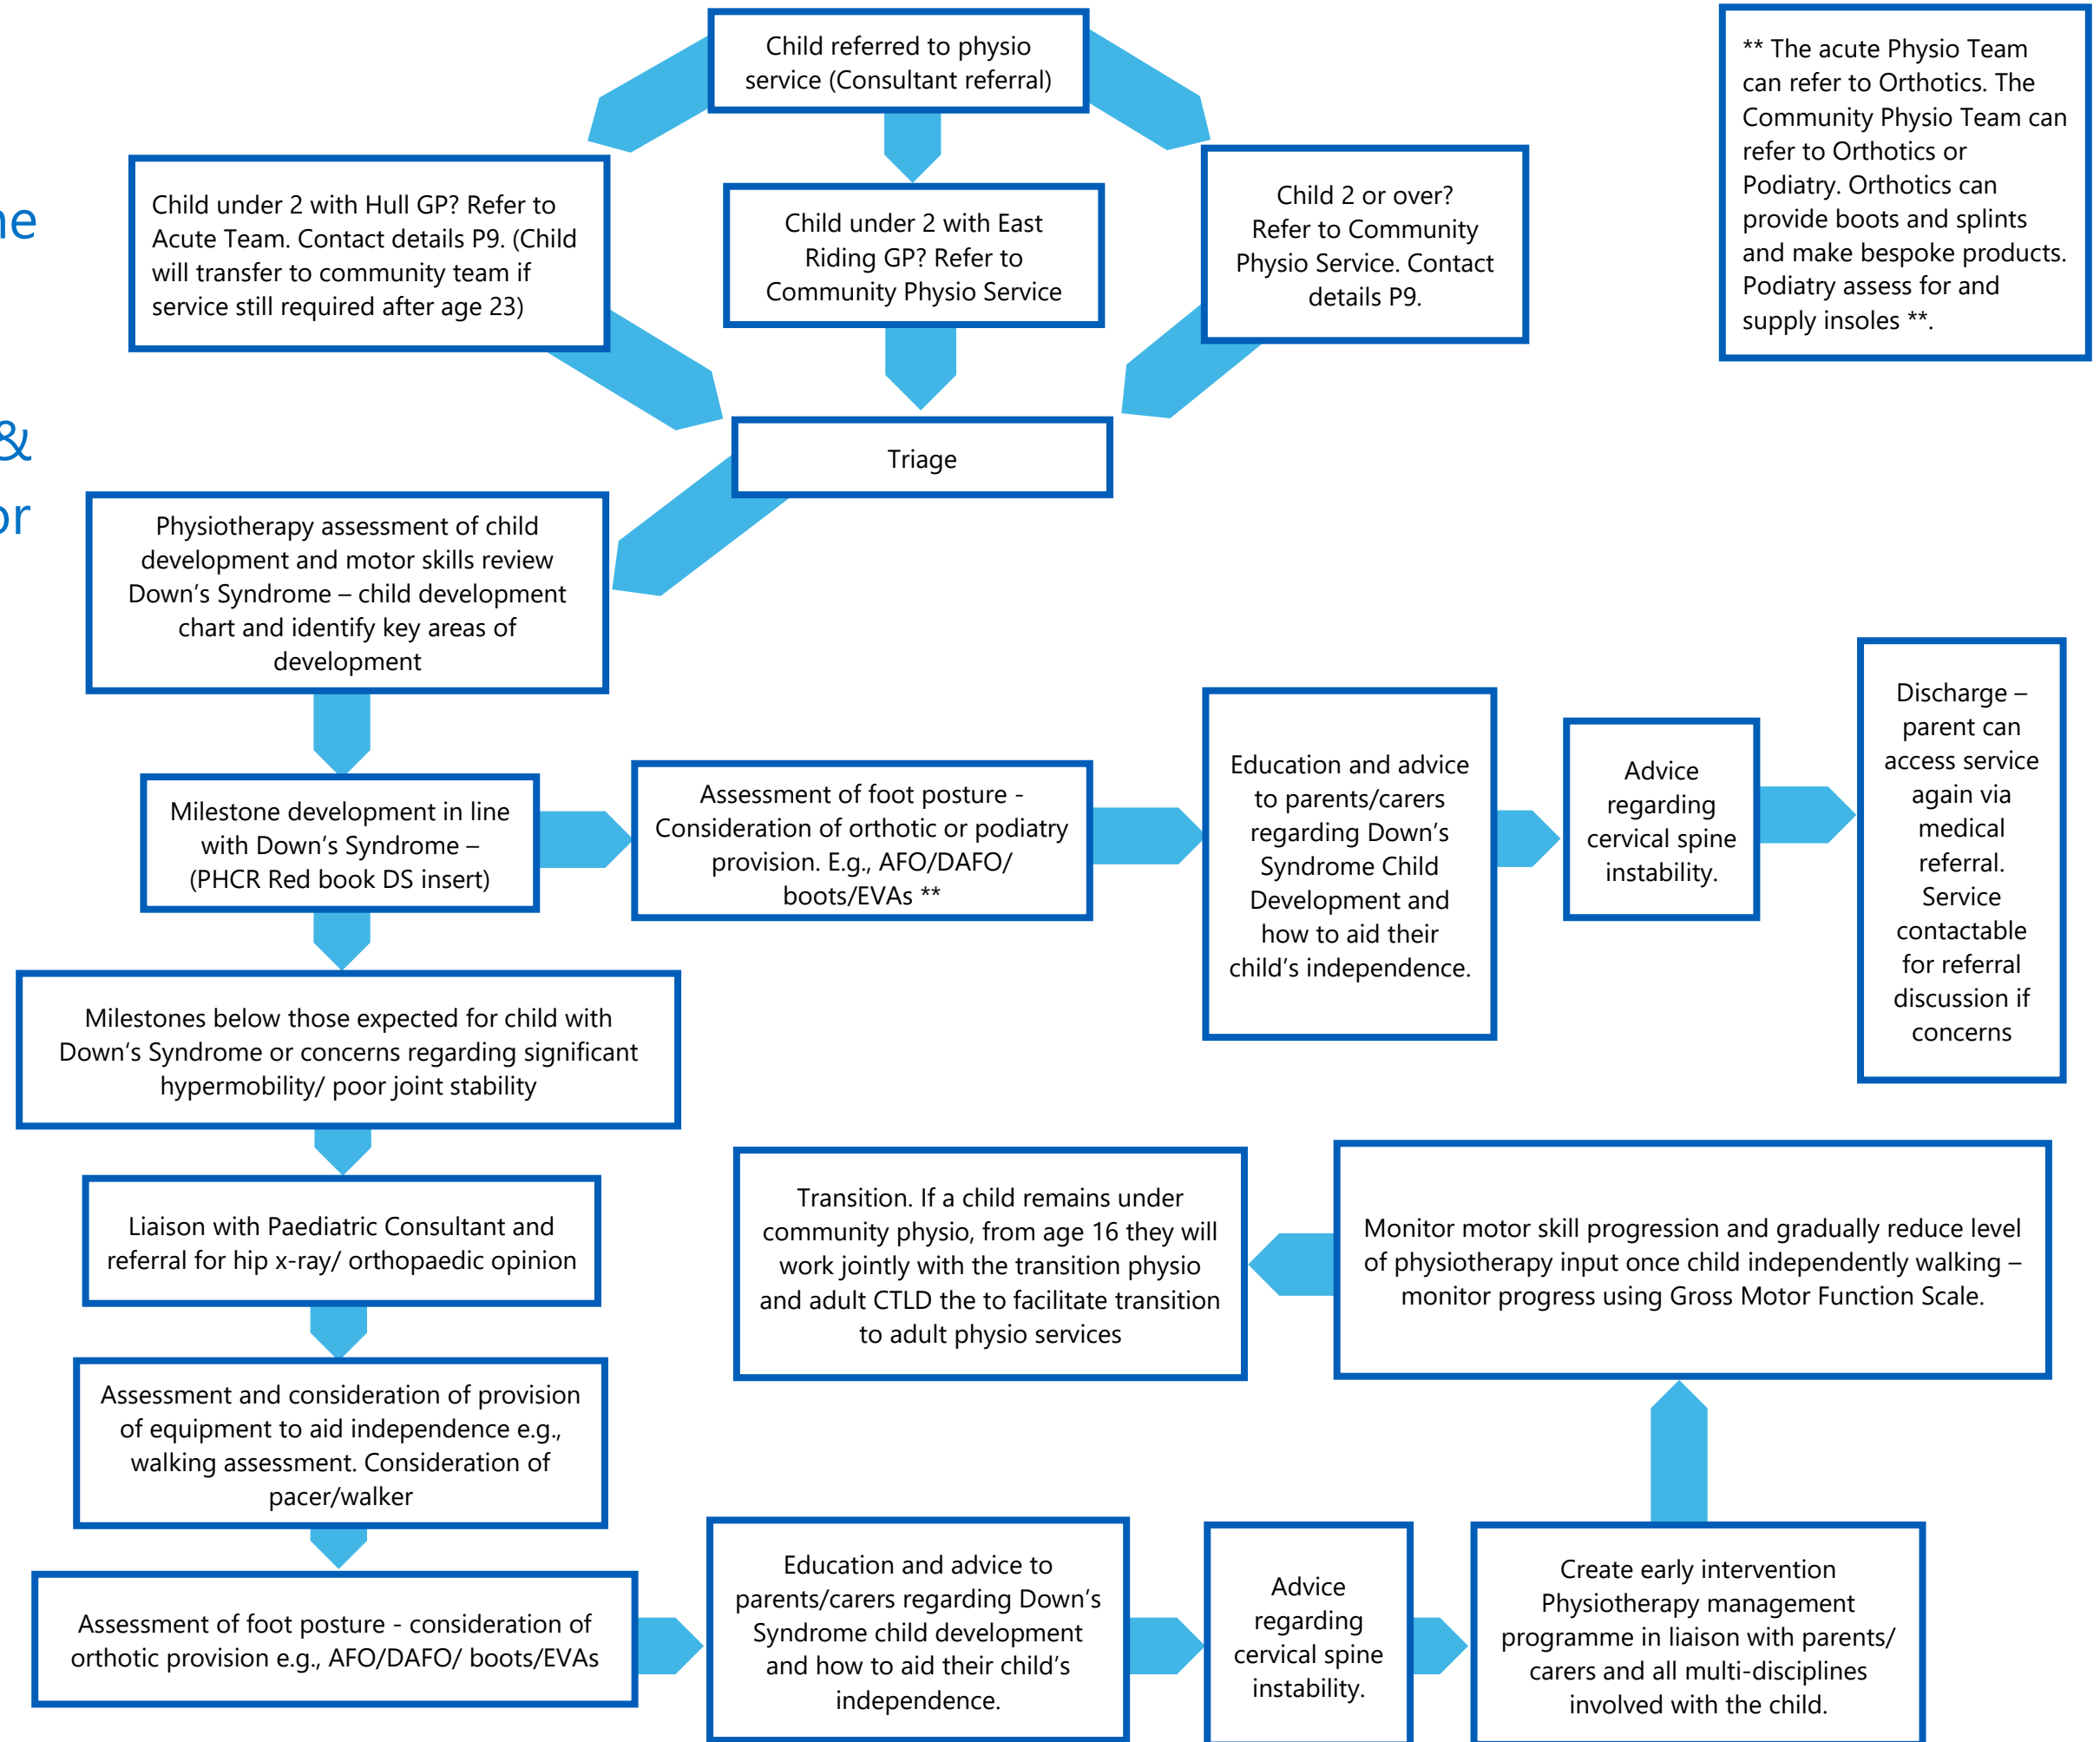 Child referred to physio
service (Consultant referral)
** The acute Physio Team
can refer to Orthotics. The
Community Physio Team can
refer to Orthotics or
Podiatry. Orthotics can
provide boots and splints
and make bespoke products.
Podiatry assess for and
supply insoles **.
ne
&
or
Child under 2 with Hull GP? Refer to
Acute Team. Contact details P9. (Child
will transfer to community team if
service still required after age 23)
Child under 2 with East
Riding GP? Refer to
Community Physio Service
Child 2 or over?
Refer to Community
Physio Service. Contact
details P9.
Triage
Physiotherapy assessment of child
development and motor skills review
Down's Syndrome – child development
chart and identify key areas of
development
Milestone development in line
with Down's Syndrome –
(PHCR Red book DS insert)
Assessment of foot posture -
Consideration of orthotic or podiatry
provision. E.g., AFO/DAFO/
boots/EVAs **
Education and advice
to parents/carers
regarding Down's
Syndrome Child
Development and
how to aid their
child's independence.
Advice
regarding
cervical spine
instability.
Discharge –
parent can
access service
again via
medical
referral.
Service
contactable
for referral
discussion if
concerns
Milestones below those expected for child with
Down's Syndrome or concerns regarding significant
hypermobility/ poor joint stability
Liaison with Paediatric Consultant and
referral for hip x-ray/ orthopaedic opinion
Assessment and consideration of provision
of equipment to aid independence e.g.,
walking assessment. Consideration of
pacer/walker
Assessment of foot posture - consideration of
orthotic provision e.g., AFO/DAFO/ boots/EVAs
Education and advice to
parents/carers regarding Down's
Syndrome child development
and how to aid their child's
independence.
Advice
regarding
cervical spine
instability.
Create early intervention
Physiotherapy management
programme in liaison with parents/
carers and all multi-disciplines
involved with the child.
Monitor motor skill progression and gradually reduce level
of physiotherapy input once child independently walking –
monitor progress using Gross Motor Function Scale.
Transition. If a child remains under
community physio, from age 16 they will
work jointly with the transition physio
and adult CTLD the to facilitate transition
to adult physio services